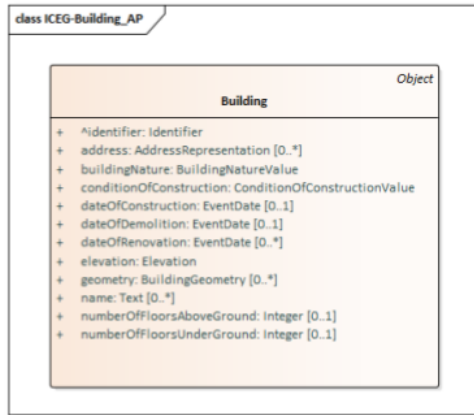 class ICEG-Building_AP
Object
Building
+ ^identifier: Identifier
+ address: AddressRepresentation [0..*]
+ buildingNature: BuildingNatureValue
+ conditionOfConstruction: ConditionOfConstructionValue
+ dateOfConstruction: EventDate [0..1]
+ dateOfDemolition: EventDate [0..1]
+ dateOfRenovation: EventDate [0..*]
+ elevation: Elevation
+ geometry: BuildingGeometry [0..*]
+ name: Text [0..*]
+ numberOfFloorsAboveGround: Integer [0..1]
+ numberOfFloorsUnderGround: Integer [0..1]